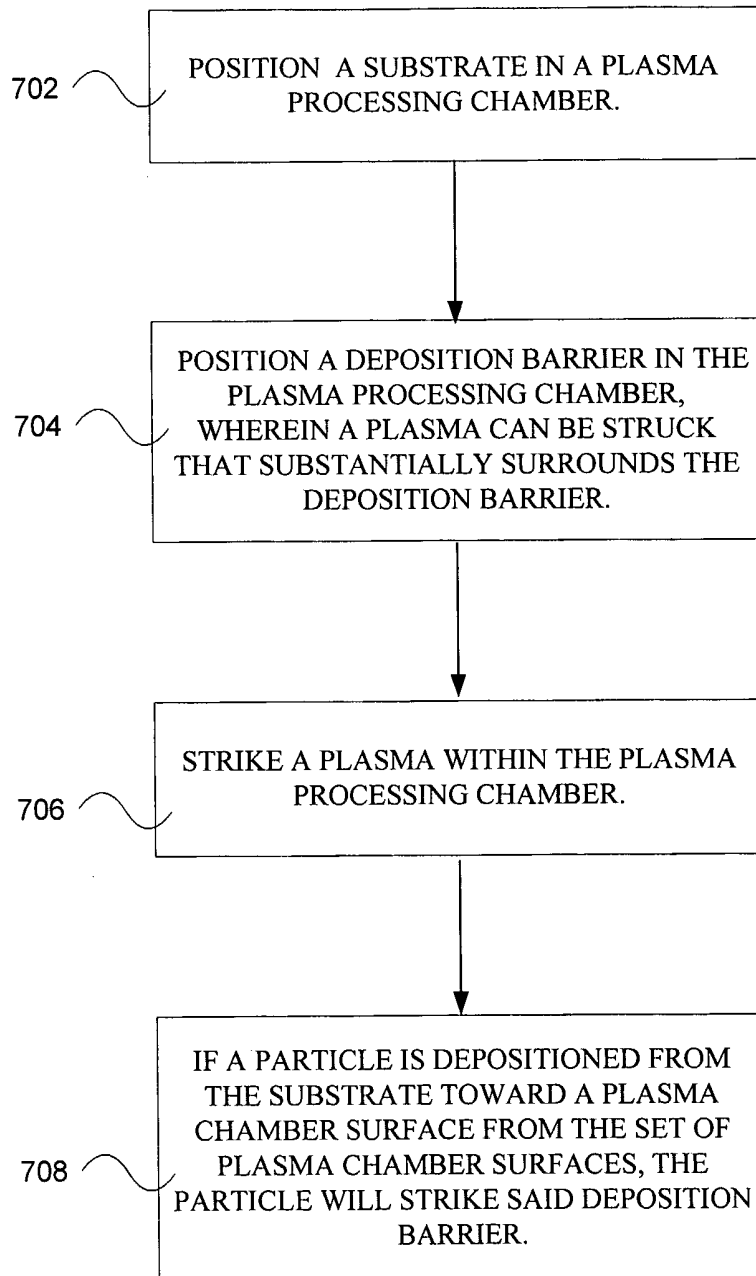 702
POSITION A SUBSTRATE IN A PLASMA
PROCESSING CHAMBER.
704
POSITION A DEPOSITION BARRIER IN THE
PLASMA PROCESSING CHAMBER,
WHEREIN A PLASMA CAN BE STRUCK
THAT SUBSTANTIALLY SURROUNDS THE
DEPOSITION BARRIER.
706
STRIKE A PLASMA WITHIN THE PLASMA
PROCESSING CHAMBER.
708
IF A PARTICLE IS DEPOSITIONED FROM
THE SUBSTRATE TOWARD A PLASMA
CHAMBER SURFACE FROM THE SET OF
PLASMA CHAMBER SURFACES, THE
PARTICLE WILL STRIKE SAID DEPOSITION
BARRIER.